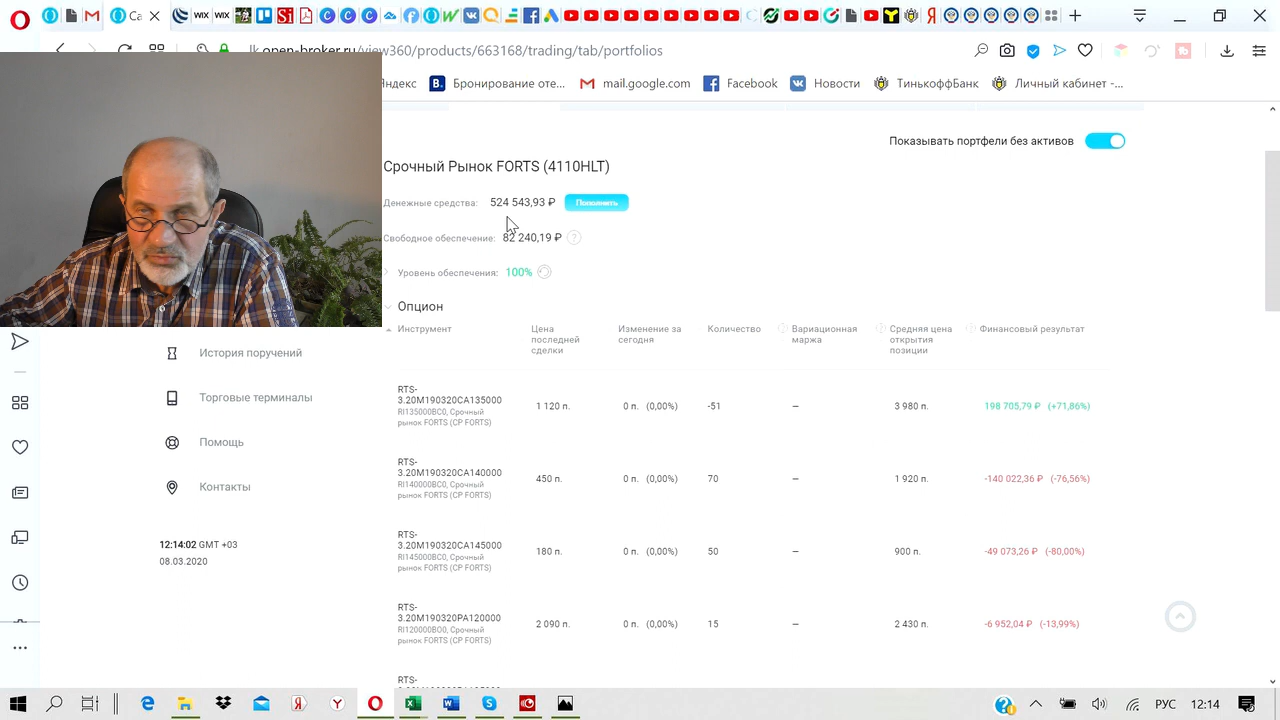 WIX
WIX
Si
Ca
lk.open-broker.ru/view360/products/663168/trading/tab/portfolios
Яндекс
B.
Бронирование оте...
mail.google.com
Facebook
Новости
ТинькоффБанк
Личный кабинет -...
Показывать портфели без активов
Срочный Рынок FORTS (4110HLT)
Денежные средства: 524 543,93 ₽ Пополнить
Свободное обеспечение: 82 240,19 ₽ ?
Уровень обеспечения: 100%
Опцион
Инструмент
Цена последней сделки
Изменение за сегодня
Количество
Вариационная маржа
Средняя цена открытия позиции
Финансовый результат
RTS-
3.20M190320CA135000
RI135000BC0, Срочный
рынок FORTS (СР FORTS)
1 120 п.
0 п. (0,00%)
-51
—
3 980 п.
198 705,79 ₽ (+71,86%)
RTS-
3.20M190320CA140000
RI140000BC0, Срочный
рынок FORTS (СР FORTS)
450 п.
0 п. (0,00%)
70
—
1 920 п.
-140 022,36 ₽ (-76,56%)
RTS-
3.20M190320CA145000
RI145000BC0, Срочный
рынок FORTS (СР FORTS)
180 п.
0 п. (0,00%)
50
—
900 п.
-49 073,26 ₽ (-80,00%)
RTS-
3.20M190320PA120000
RI120000BO0, Срочный
рынок FORTS (СР FORTS)
2 090 п.
0 п. (0,00%)
15
—
2 430 п.
-6 952,04 ₽ (-13,99%)
RTS-
История поручений
Торговые терминалы
Помощь
Контакты
12:14:02 GMT +03
08.03.2020
РУС
12:14